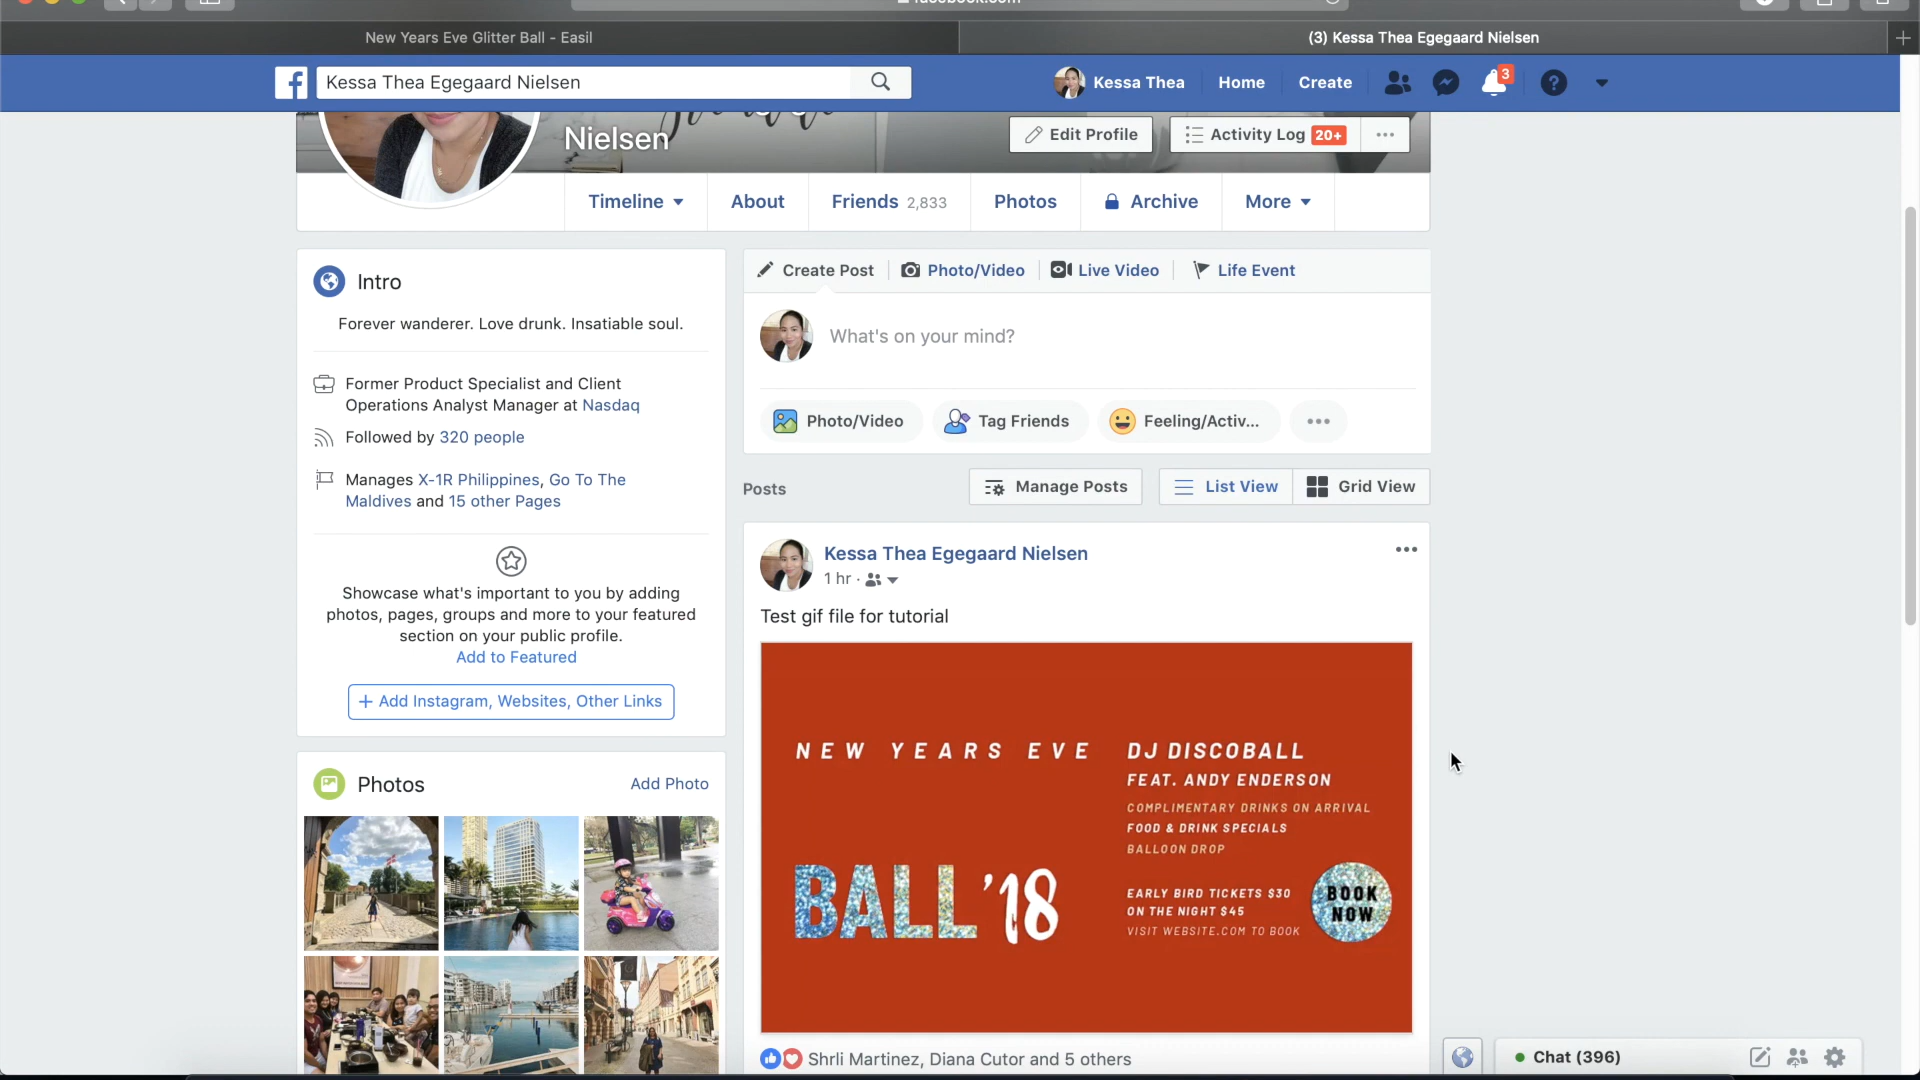 New Years Eve Glitter Ball - Easil
(3) Kessa Thea Egegaard Nielsen
Kessa Thea Egegaard Nielsen
Kessa Thea
Home
Create
3
Nielsen
Edit Profile
Activity Log 20+
Timeline
About
Friends 2,833
Photos
Archive
More
Intro
Forever wanderer. Love drunk. Insatiable soul.
Former Product Specialist and Client
Operations Analyst Manager at Nasdaq
Followed by 320 people
Manages X-1R Philippines, Go To The
Maldives and 15 other Pages
Showcase what's important to you by adding
photos, pages, groups and more to your featured
section on your public profile.
Add to Featured
+ Add Instagram, Websites, Other Links
Photos
Add Photo
Create Post
Photo/Video
Live Video
Life Event
What's on your mind?
Photo/Video
Tag Friends
Feeling/Activ...
Posts
Manage Posts
List View
Grid View
Kessa Thea Egegaard Nielsen
1 hr ·
Test gif file for tutorial
NEW YEARS EVE
BALL '18
DJ DISCOBALL
FEAT. ANDY ENDERSON
COMPLIMENTARY DRINKS ON ARRIVAL
FOOD & DRINK SPECIALS
BALLOON DROP
EARLY BIRD TICKETS $30
ON THE NIGHT $45
VISIT WEBSITE.COM TO BOOK
BOOK
NOW
Shrli Martinez, Diana Cutor and 5 others
Chat (396)